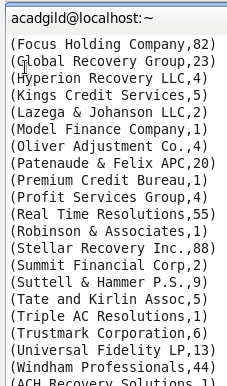 acadgild@localhost:~
(Focus Holding Company,82)
(Global Recovery Group,23)
(Hyperion Recovery LLC,4)
(Kings Credit Services,5)
(Lazega & Johanson LLC,2)
(Model Finance Company,1)
(Oliver Adjustment Co.,4)
(Patenaude & Felix APC,20)
(Premium Credit Bureau,1)
(Profit Services Group,4)
(Real Time Resolutions,55)
(Robinson & Associates,1)
(Stellar Recovery Inc.,88)
(Summit Financial Corp,2)
(Suttell & Hammer P.S.,9)
(Tate and Kirlin Assoc,5)
(Triple AC Resolutions,1)
(Trustmark Corporation,6)
(Universal Fidelity LP,13)
(Windham Professionals,44)
(ACH Recovery Solutions,1)